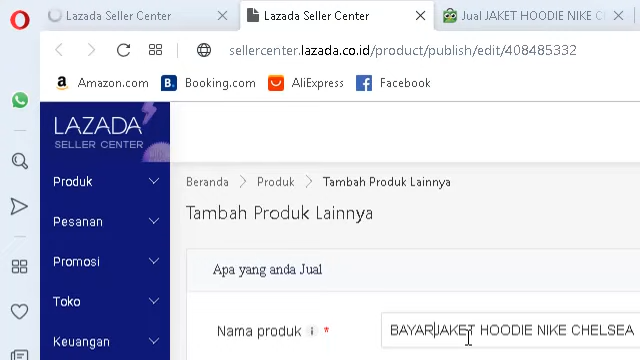 Lazada Seller Center
Lazada Seller Center
Jual JAKET HOODIE NIKE CH
sellercenter.lazada.co.id/product/publish/edit/408485332
Amazon.com
B. Booking.com
AliExpress
Facebook
LAZADA
SELLER CENTER
Produk
Pesanan
Promosi
Toko
Keuangan
Beranda
Produk
Tambah Produk Lainnya
Tambah Produk Lainnya
Apa yang anda Jual
Nama produk *
BAYARJAKET HOODIE NIKE CHELSEA